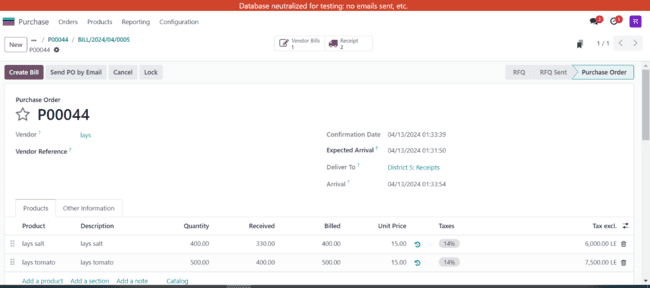 Database neutralized for testing: no emails sent, etc.
Purchase Orders Products Reporting Configuration
New P00044 / BILL/2024/04/0005
P00044
Vendor Bills 1
Receipt 2
1 / 1
Create Bill Send PO by Email Cancel Lock RFQ RFQ Sent Purchase Order
Purchase Order
P00044
Vendor ? lays
Vendor Reference ?
Confirmation Date 04/13/2024 01:33:39
Expected Arrival ? 04/13/2024 01:31:50
Deliver To ? District 5: Receipts
Arrival ? 04/13/2024 01:33:54
Products Other Information
Product Description Quantity Received Billed Unit Price Taxes Tax excl.
lays salt lays salt 400.00 330.00 400.00 15.00 14% 6,000.00 LE
lays tomato lays tomato 500.00 400.00 500.00 15.00 14% 7,500.00 LE
Add a product Add a section Add a note Catalog